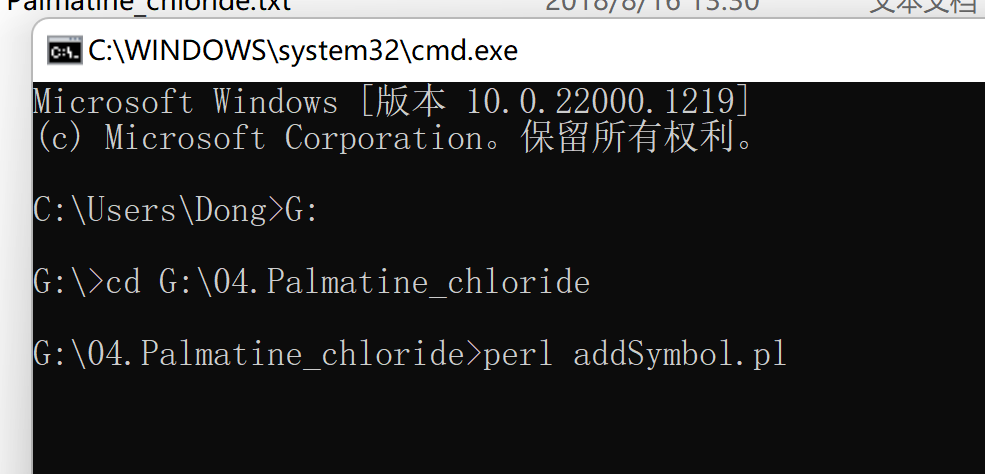 Palmatine_chloride.txt 2018/8/16 15:50 文本文档
C:\WINDOWS\system32\cmd.exe
Microsoft Windows [版本 10.0.22000.1219]
(c) Microsoft Corporation。保留所有权利。
C:\Users\Dong>G:
G:\>cd G:\04.Palmatine_chloride
G:\04.Palmatine_chloride>perl addSymbol.pl